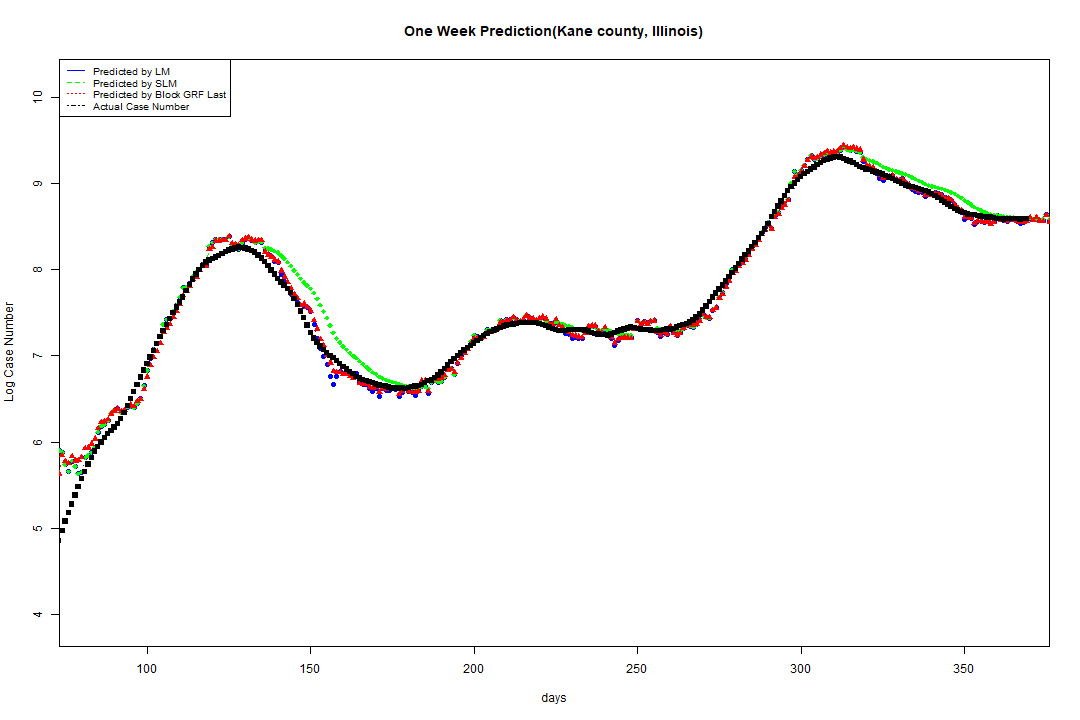 One Week Prediction(Kane county, Illinois)
Predicted by LM
Predicted by SLM
Predicted by Block GRF Last
Actual Case Number
10
9
8
7
6
5
4
Log Case Number
100 150 200 250 300 350
days